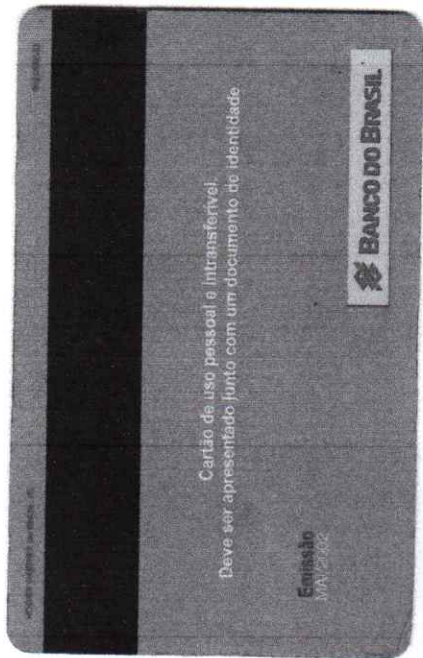 Cartão de uso pessoal e intransferível.
Deve ser apresentado junto com um documento de identidade
Emissão
BANCO DO BRASIL